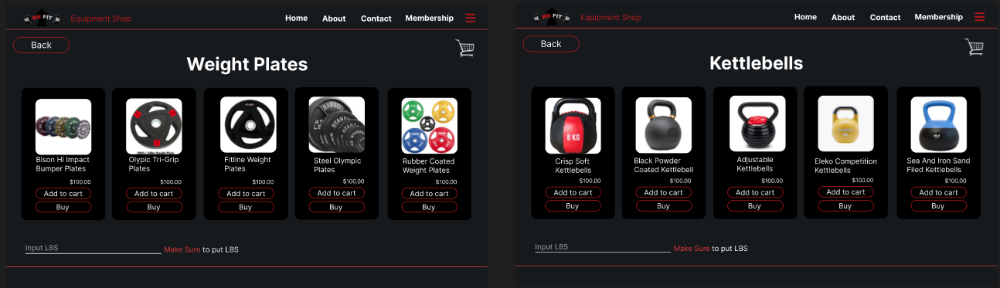 WE FIT
Equipment Shop
Home
About
Contact
Membership
Back
Weight Plates
Bison Hi Impact
Bumper Plates
$100.00
Add to cart
Buy
Olypic Tri-Grip
Plates
$100.00
Add to cart
Buy
Fitline Weight
Plates
$100.00
Add to cart
Buy
Steel Olympic
Plates
$100.00
Add to cart
Buy
Rubber Coated
Weight Plates
$100.00
Add to cart
Buy
Input LBS
Make Sure to put LBS
WE FIT
Equipment Shop
Home
About
Contact
Membership
Back
Kettlebells
8 KG
Crisp Soft
Kettlebells
$100.00
Add to cart
Buy
Black Powder
Coated Kettlebell
$100.00
Add to cart
Buy
Adjustable
Kettlebells
$100.00
Add to cart
Buy
Eleko Competition
Kettlebells
$100.00
Add to cart
Buy
Sea And Iron Sand
Filed Kettlebells
$100.00
Add to cart
Buy
Input LBS
Make Sure to put LBS